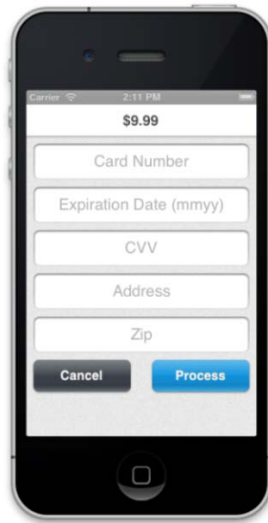 Carrier 2:11 PM
$9.99
Card Number
Expiration Date (mmyy)
CVV
Address
Zip
Cancel Process